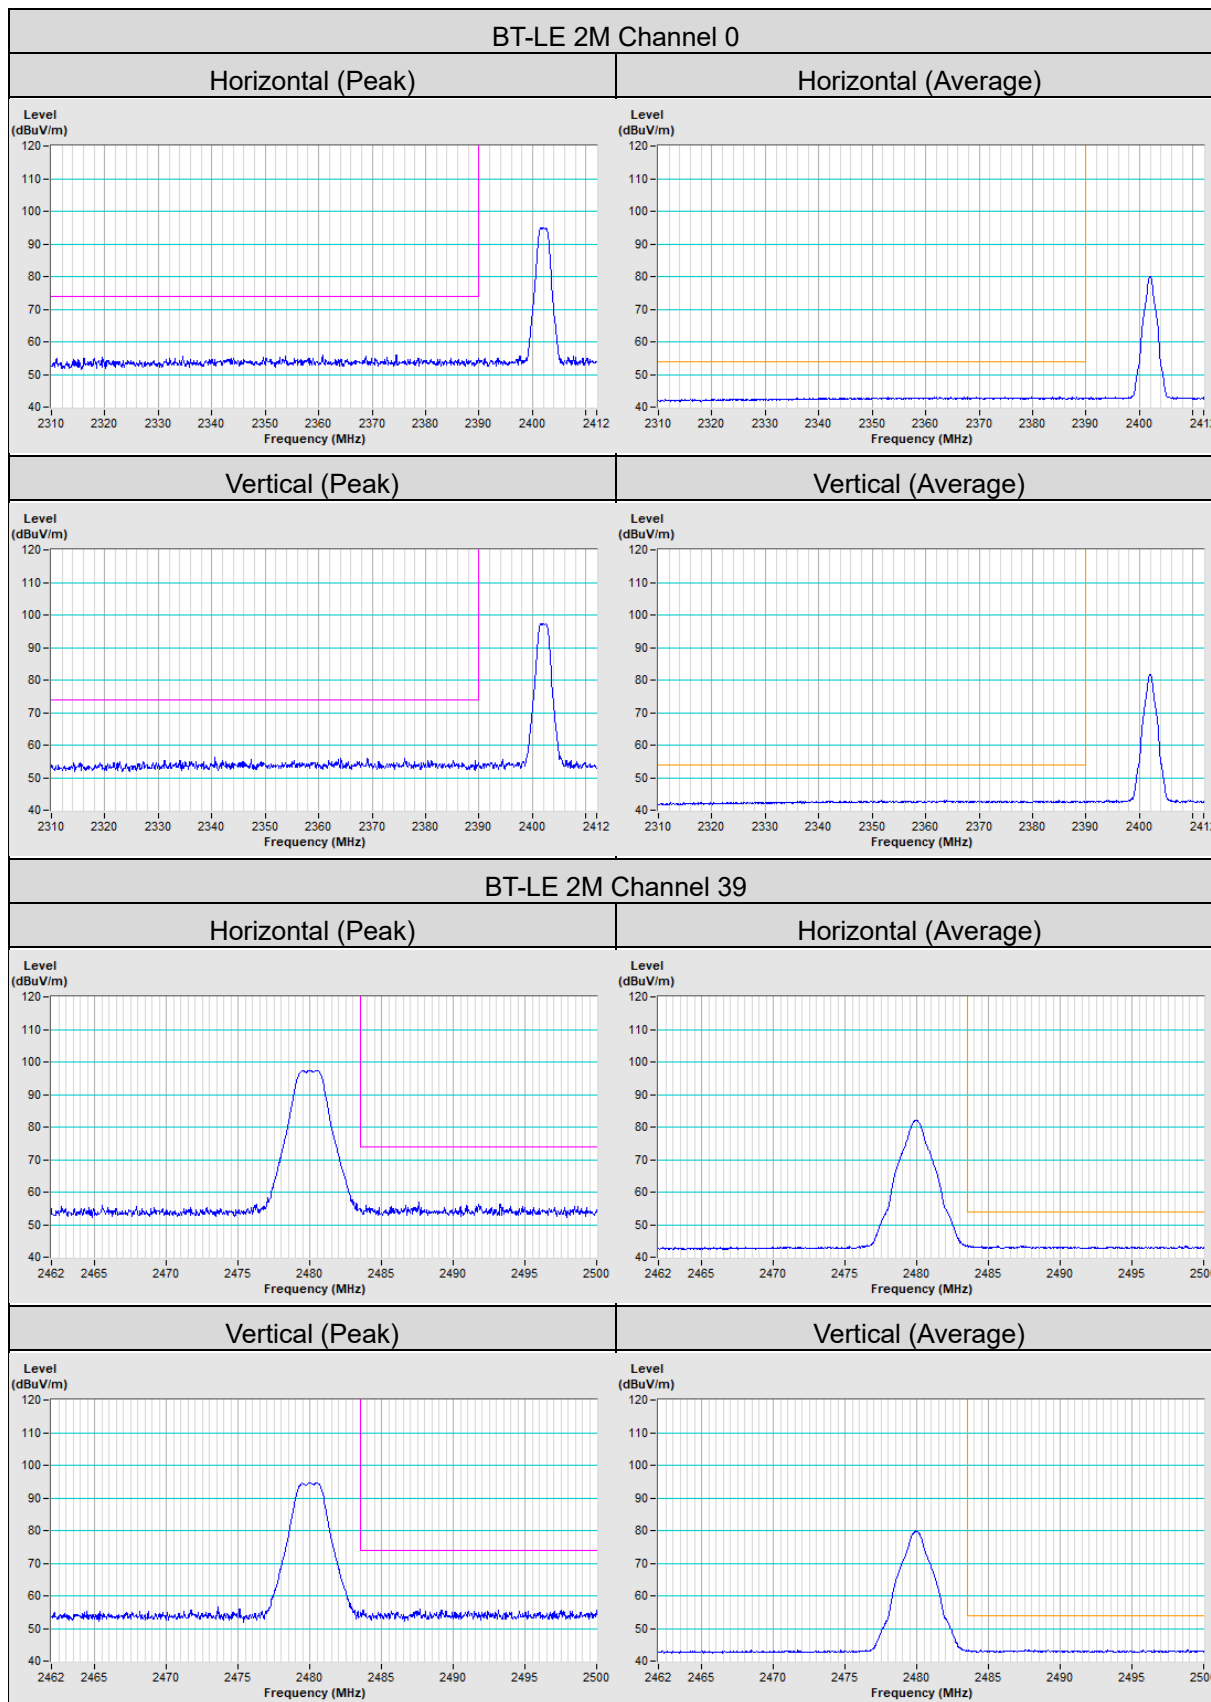 BT-LE 2M Channel 0
Horizontal (Peak)
Horizontal (Average)
Level
(dBuV/m)
120
110
100
90
80
70
60
50
40
2310 2320 2330 2340 2350 2360 2370 2380 2390 2400 2412
Frequency (MHz)
Level
(dBuV/m)
120
110
100
90
80
70
60
50
40
2310 2320 2330 2340 2350 2360 2370 2380 2390 2400 2412
Frequency (MHz)
Vertical (Peak)
Vertical (Average)
Level
(dBuV/m)
120
110
100
90
80
70
60
50
40
2310 2320 2330 2340 2350 2360 2370 2380 2390 2400 2412
Frequency (MHz)
Level
(dBuV/m)
120
110
100
90
80
70
60
50
40
2310 2320 2330 2340 2350 2360 2370 2380 2390 2400 2412
Frequency (MHz)
BT-LE 2M Channel 39
Horizontal (Peak)
Horizontal (Average)
Level
(dBuV/m)
120
110
100
90
80
70
60
50
40
2462 2465 2470 2475 2480 2485 2490 2495 2500
Frequency (MHz)
Level
(dBuV/m)
120
110
100
90
80
70
60
50
40
2462 2465 2470 2475 2480 2485 2490 2495 2500
Frequency (MHz)
Vertical (Peak)
Vertical (Average)
Level
(dBuV/m)
120
110
100
90
80
70
60
50
40
2462 2465 2470 2475 2480 2485 2490 2495 2500
Frequency (MHz)
Level
(dBuV/m)
120
110
100
90
80
70
60
50
40
2462 2465 2470 2475 2480 2485 2490 2495 2500
Frequency (MHz)